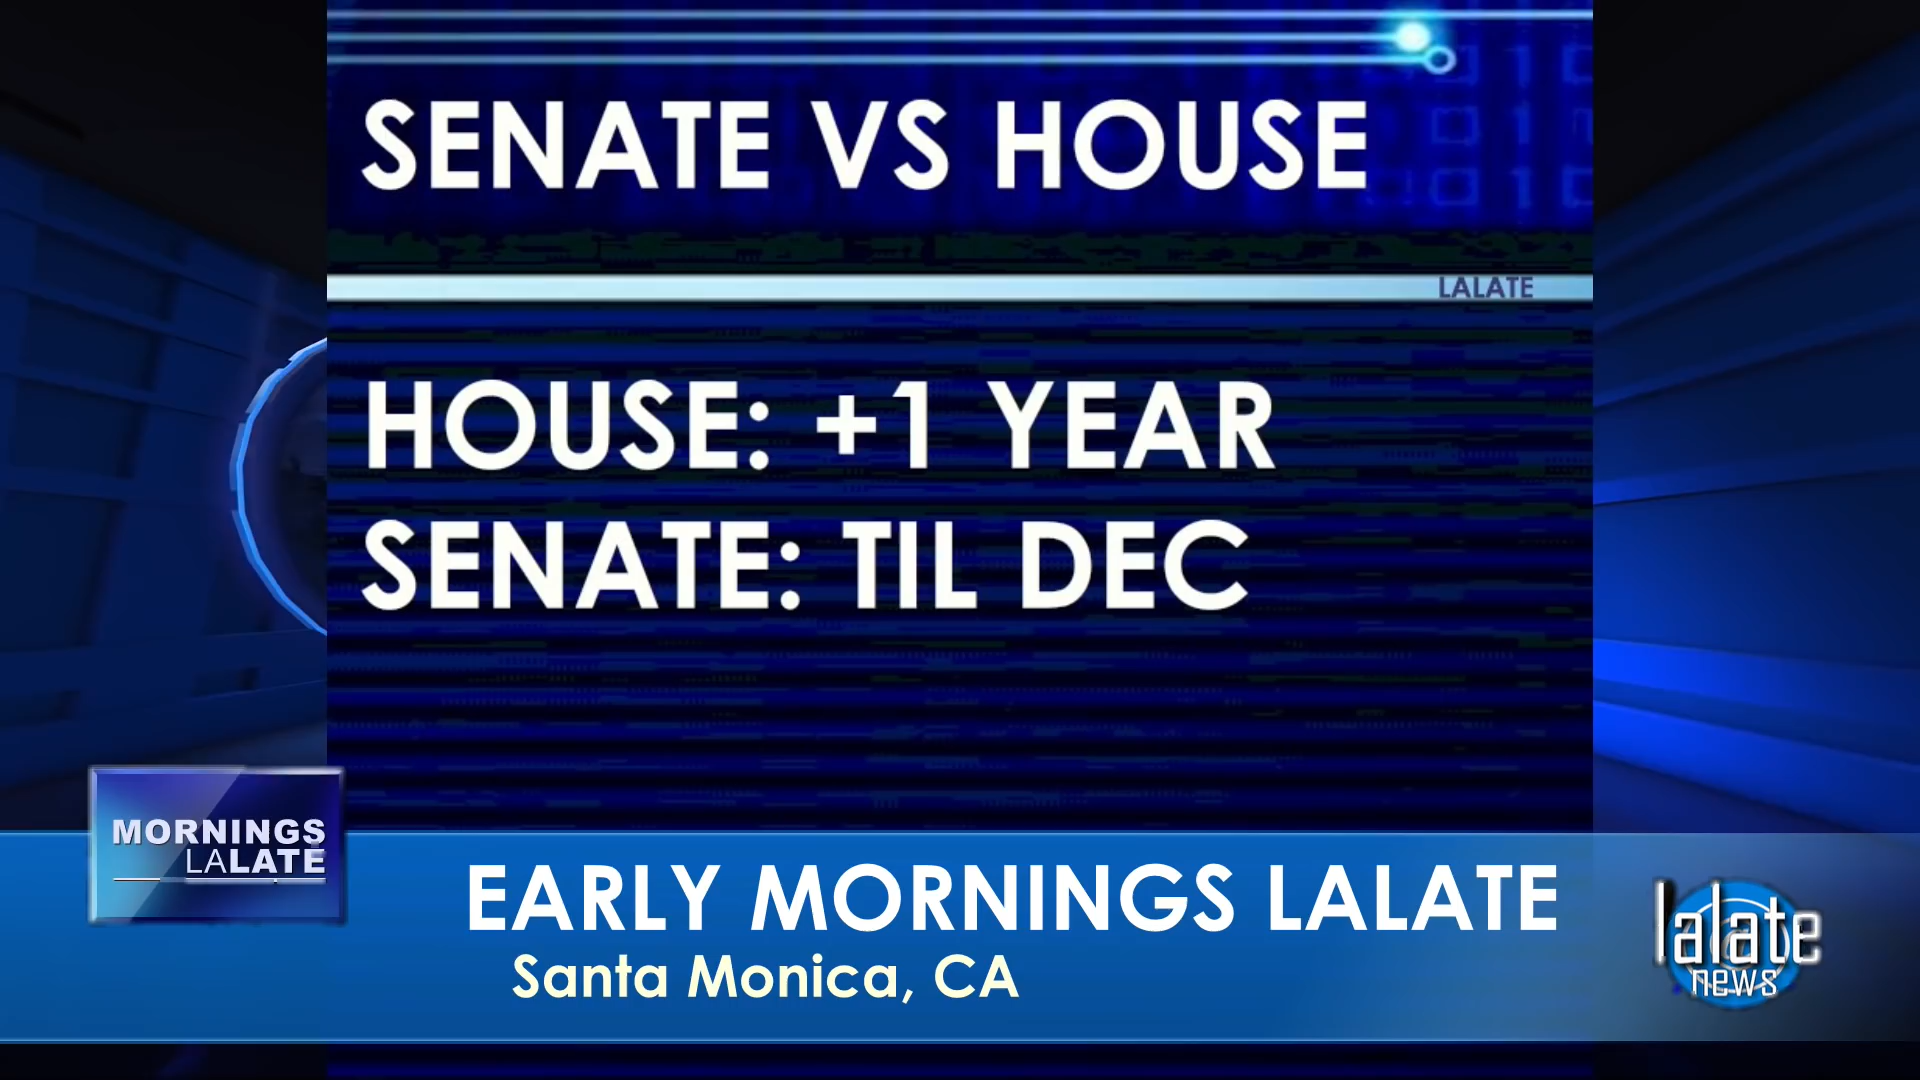 SENATE VS HOUSE
LALATE
HOUSE: +1 YEAR
SENATE: TIL DEC
MORNINGS
LALATE
EARLY MORNINGS LALATE
Santa Monica, CA
lalate
news